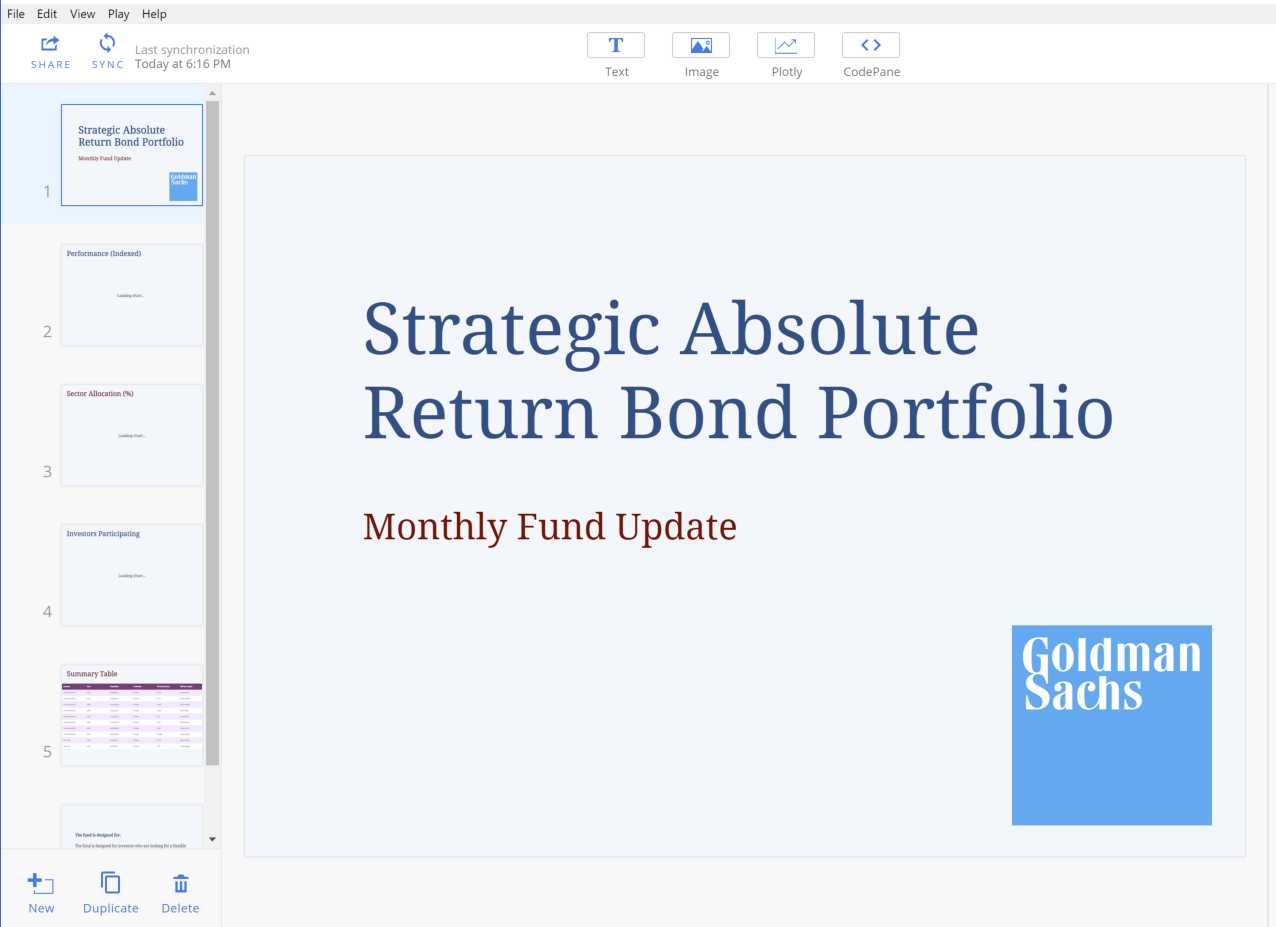 File Edit View Play Help
SHARE
SYNC
Last synchronization
Today at 6:16 PM
Text
Image
Plotly
CodePane
Strategic Absolute
Return Bond Portfolio
Monthly Fund Update
Goldman
Sachs
1
Performance (Indexed)
Loading chart...
2
Sector Allocation (%)
Loading chart...
3
Investors Participating
Loading chart...
4
Summary Table
5
The fund is designed for:
The fund is designed for investors who are looking for a flexible
New
Duplicate
Delete
Strategic Absolute
Return Bond Portfolio
Monthly Fund Update
Goldman
Sachs